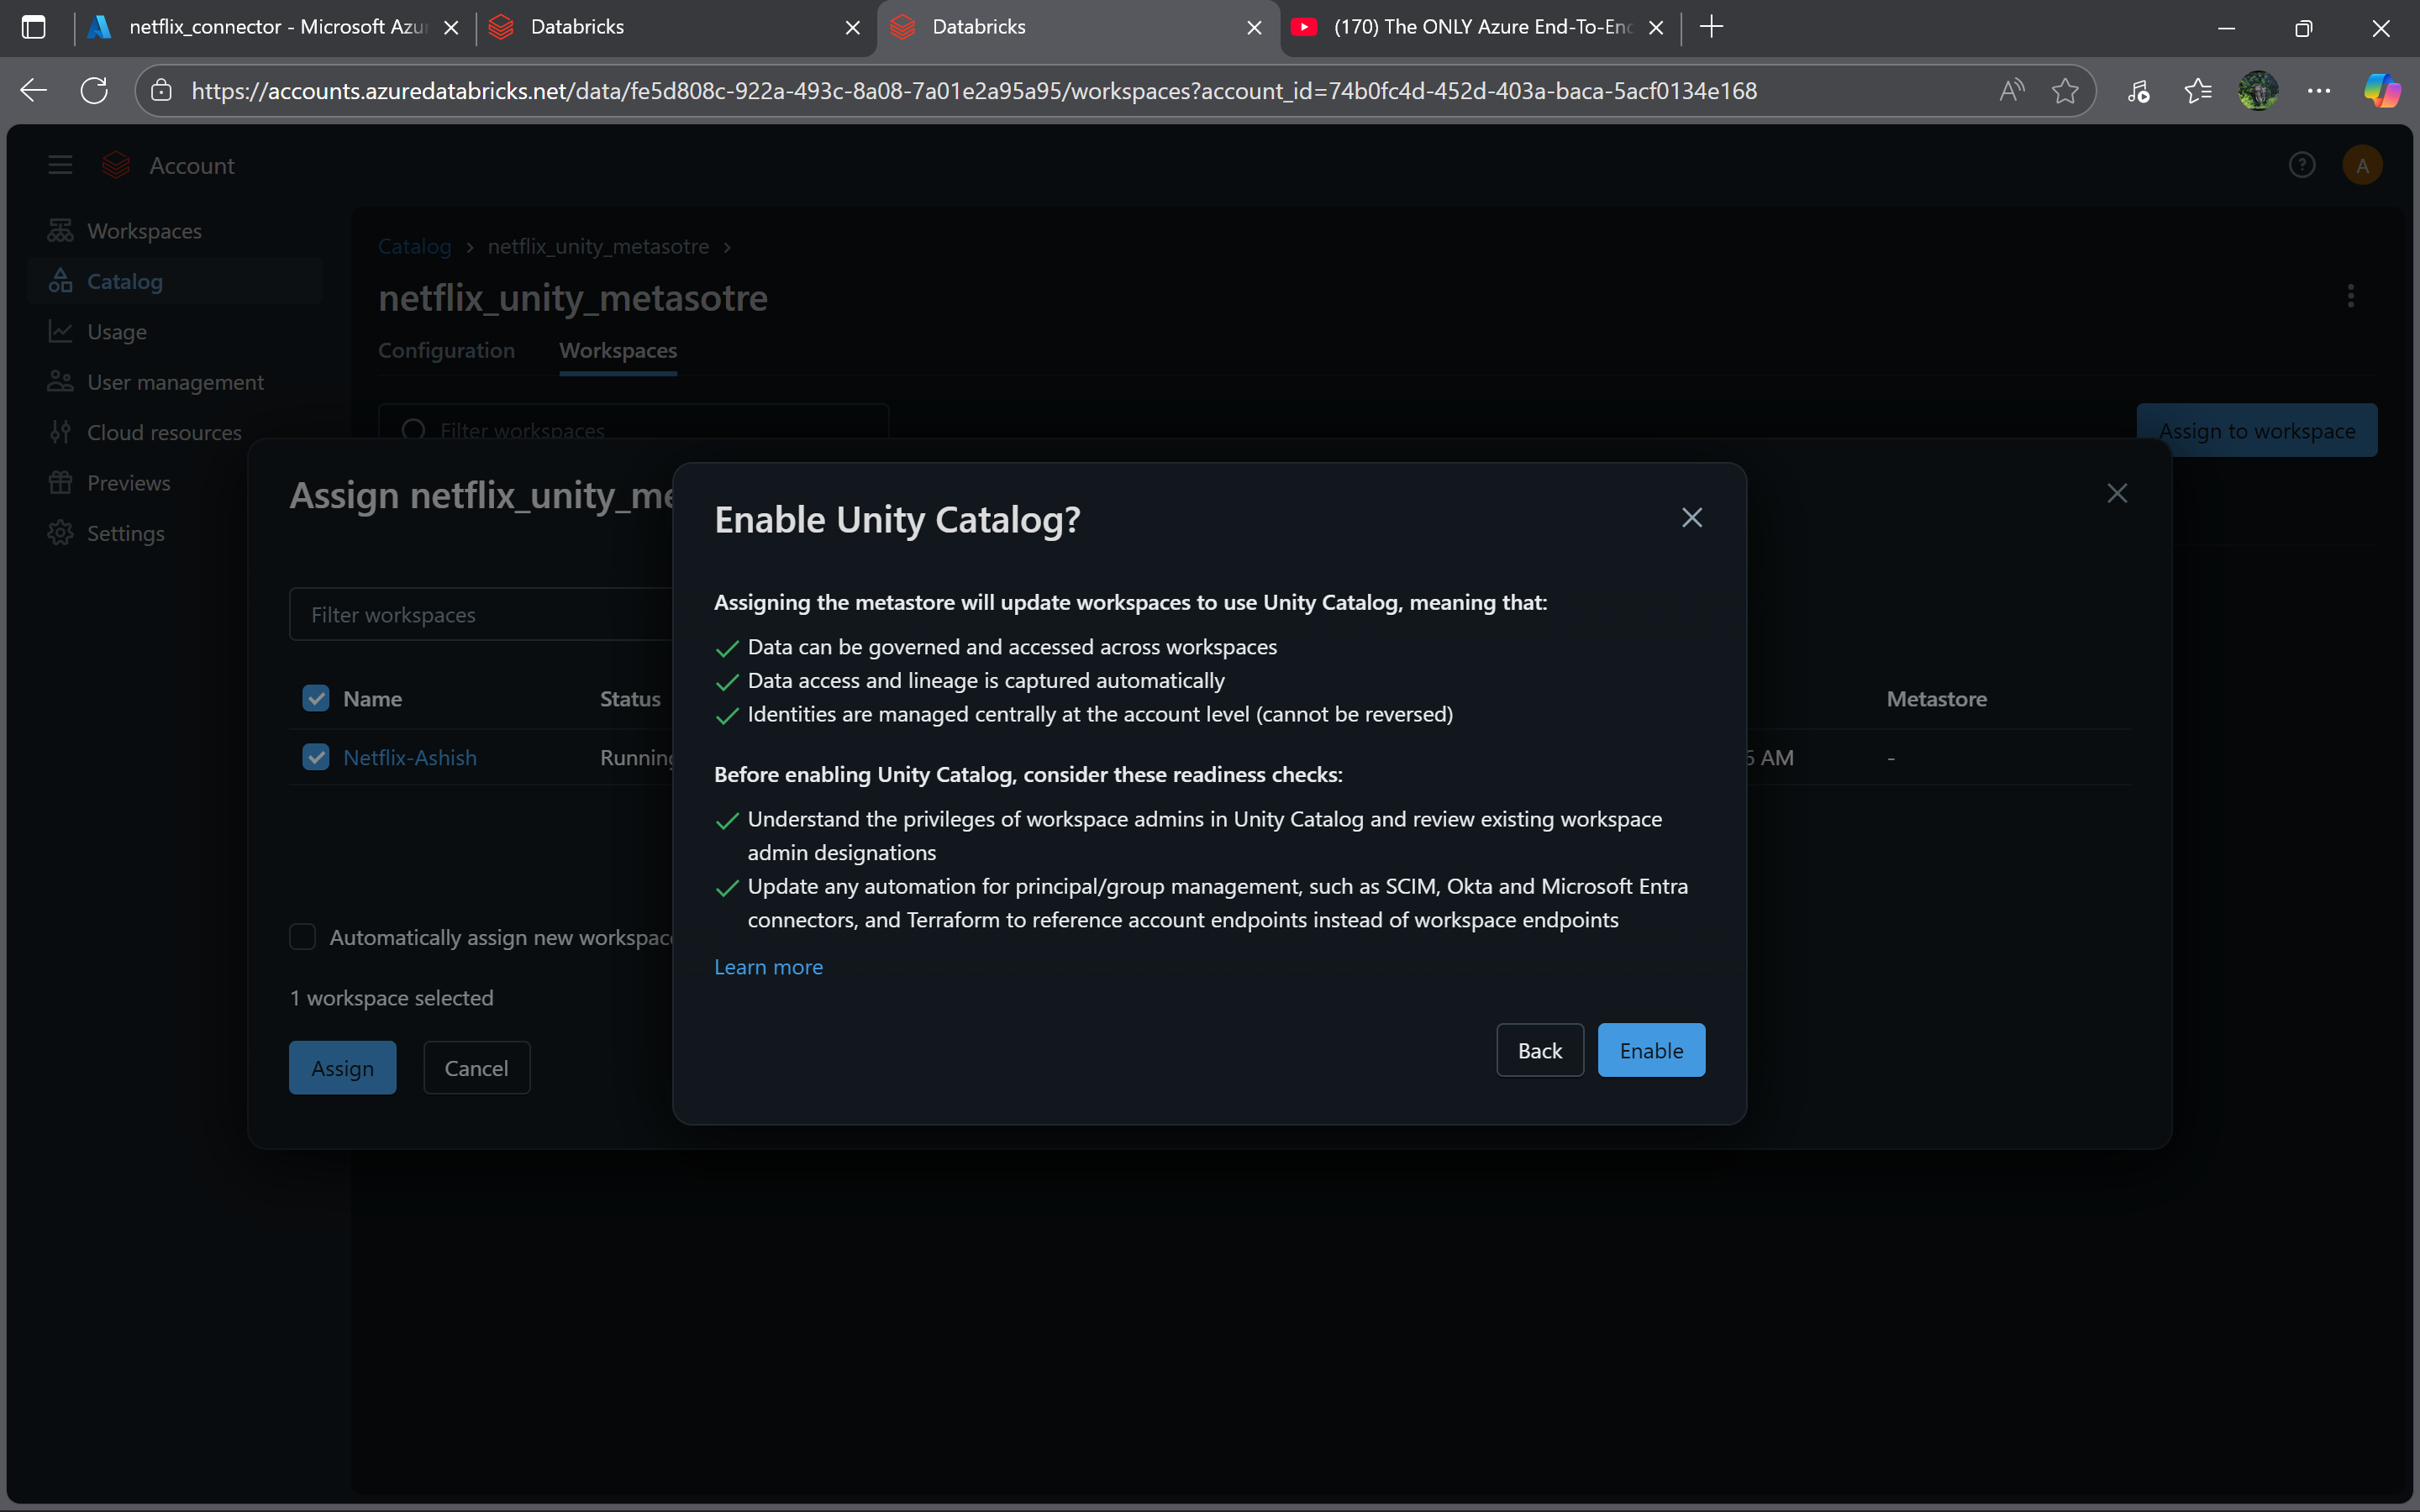 netflix_connector - Microsoft Azu
Databricks
Databricks
(170) The ONLY Azure End-To-En
https://accounts.azuredatabricks.net/data/fe5d808c-922a-493c-8a08-7a01e2a95a95/workspaces?account_id=74b0fc4d-452d-403a-baca-5acf0134e168
Account
A
Workspaces
Catalog
Usage
User management
Cloud resources
Previews
Settings
Catalog > netflix_unity_metasotre >
netflix_unity_metasotre
Configuration
Workspaces
Filter workspaces
Assign to workspace
Assign netflix_unity_me
Filter workspaces
Name
Status
Metastore
Netflix-Ashish
Running
AM
-
Automatically assign new workspac
1 workspace selected
Assign
Cancel
Enable Unity Catalog?
Assigning the metastore will update workspaces to use Unity Catalog, meaning that:
Data can be governed and accessed across workspaces
Data access and lineage is captured automatically
Identities are managed centrally at the account level (cannot be reversed)
Before enabling Unity Catalog, consider these readiness checks:
Understand the privileges of workspace admins in Unity Catalog and review existing workspace
admin designations
Update any automation for principal/group management, such as SCIM, Okta and Microsoft Entra
connectors, and Terraform to reference account endpoints instead of workspace endpoints
Learn more
Back
Enable